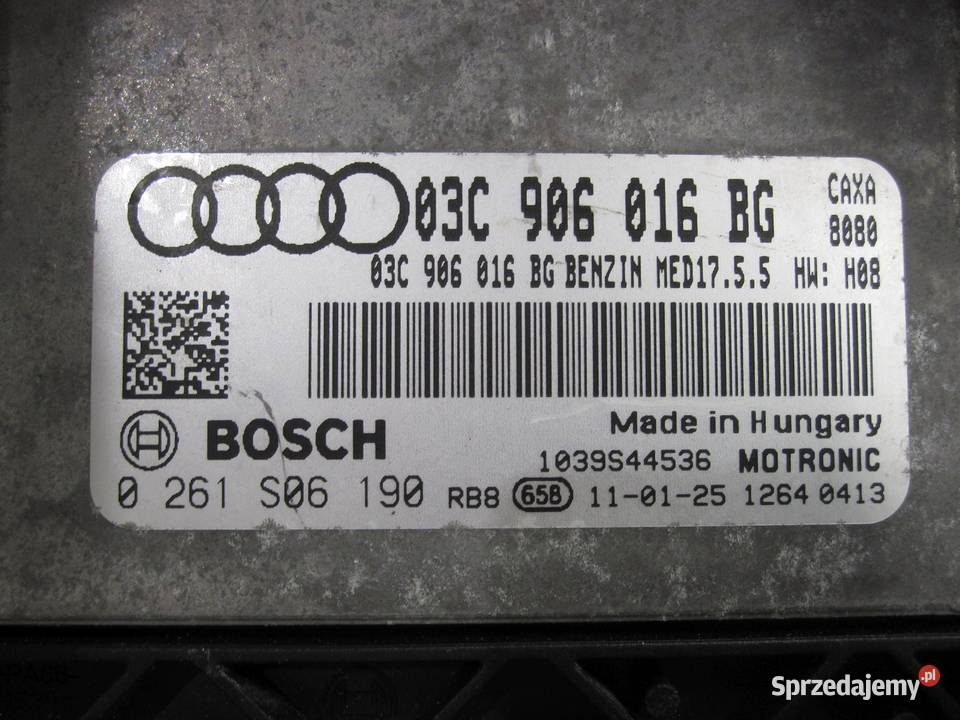 03C 906 016 BG CAXA
8080
03C 906 016 BG BENZIN MED17.5.5 HW: H08
Made in Hungary
BOSCH
1039S44536 MOTRONIC
0 261 S06 190 RB8 65B 11-01-25 1264 0413
Sprzedajemy.pl